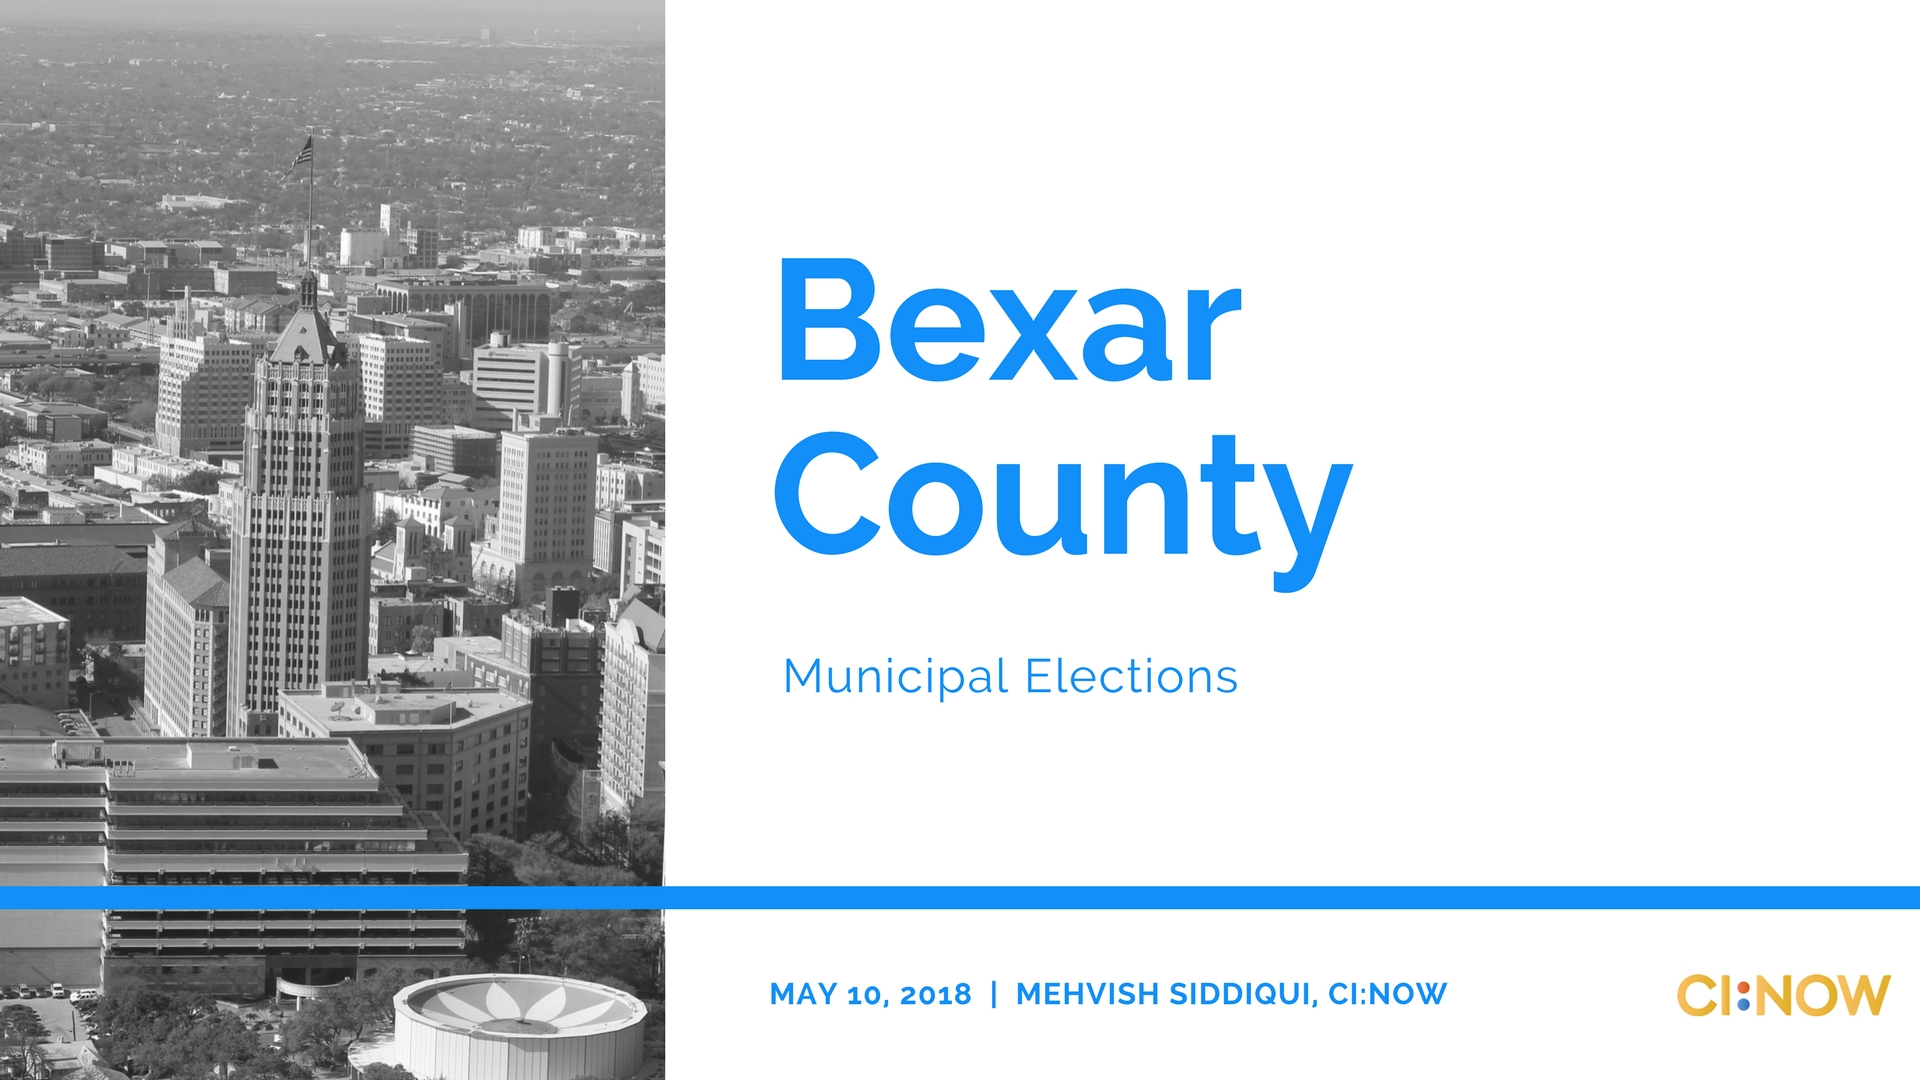 Bexar
County
Municipal Elections
MAY 10, 2018 | MEHVISH SIDDIQUI, CI:NOW
CI:NOW